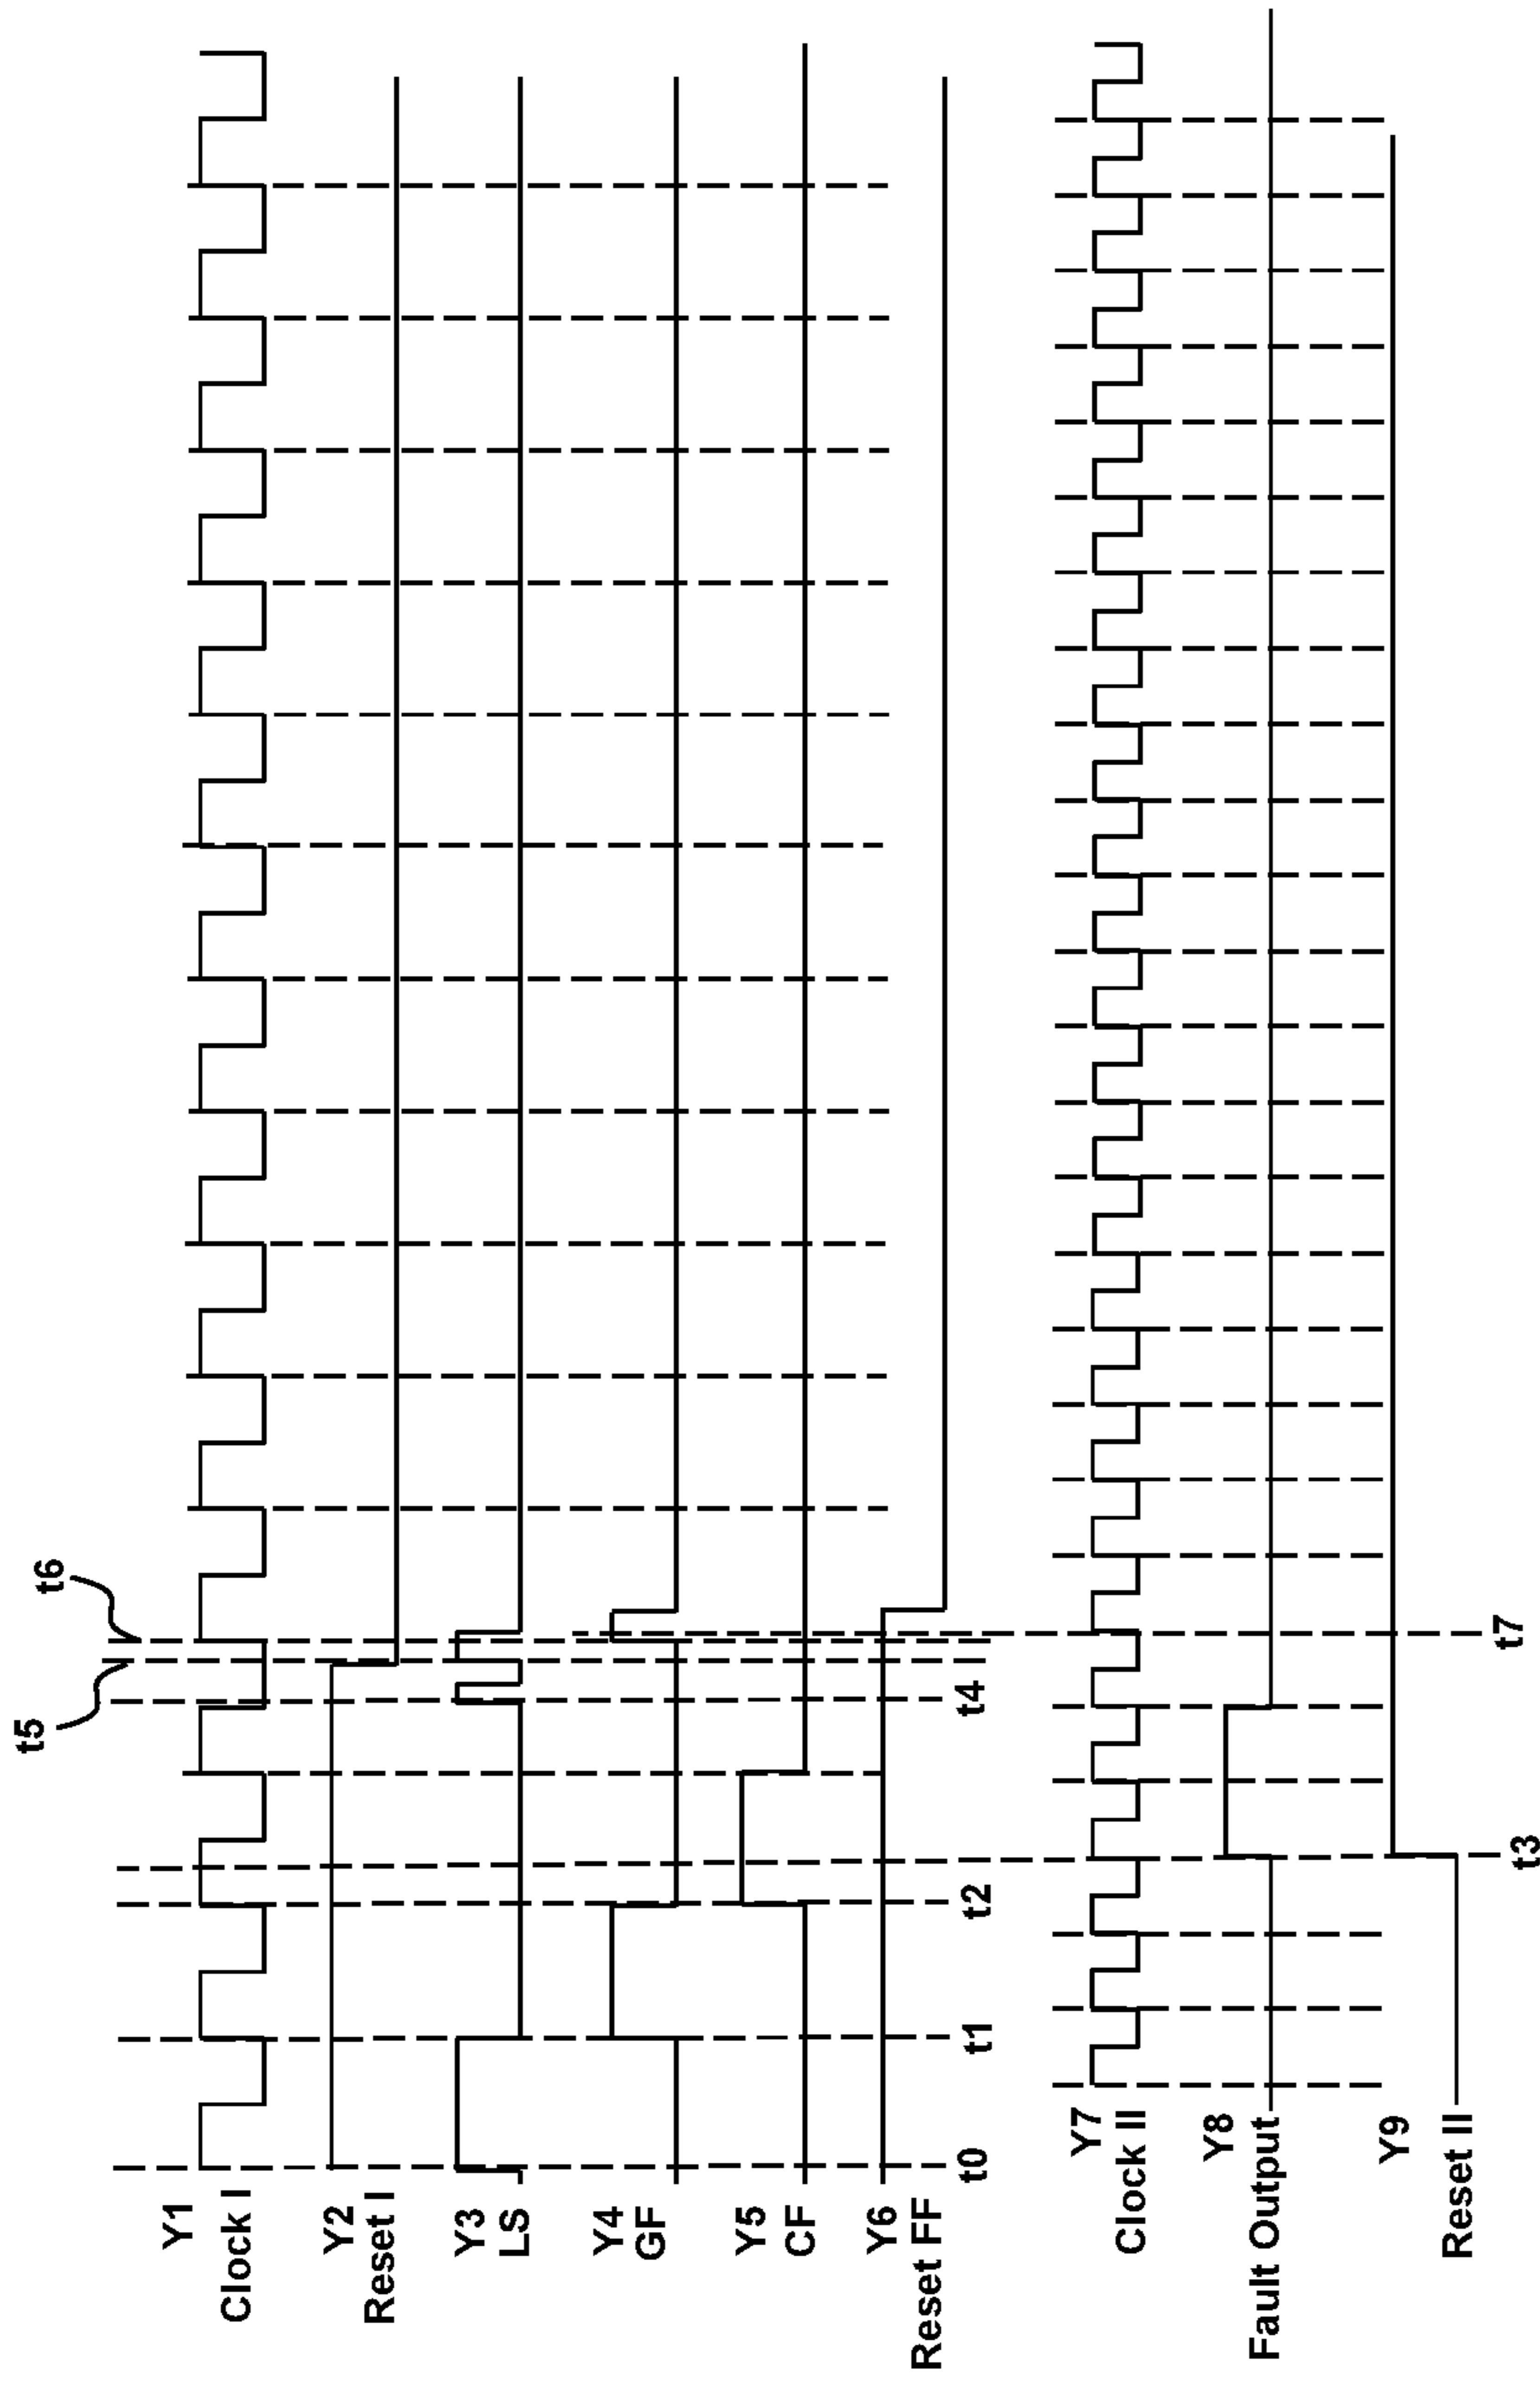 Y1
Clock I
Y2
Reset I
Y3
LS
Y4
GF
Y5
CF
Y6
Reset FF
t0
t1
t2
t4
t5
t6
Y7
Clock II
Y8
Fault Output
Y9
Reset II
t3
t7